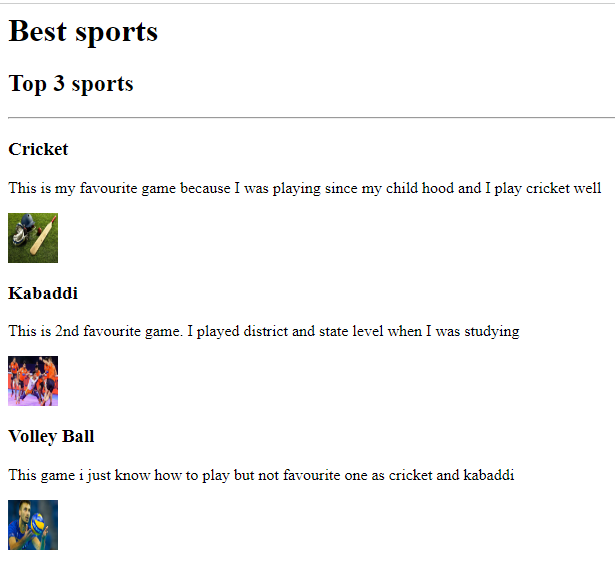 Best sports
Top 3 sports
Cricket
This is my favourite game because I was playing since my child hood and I play cricket well
Kabaddi
This is 2nd favourite game. I played district and state level when I was studying
Volley Ball
This game i just know how to play but not favourite one as cricket and kabaddi